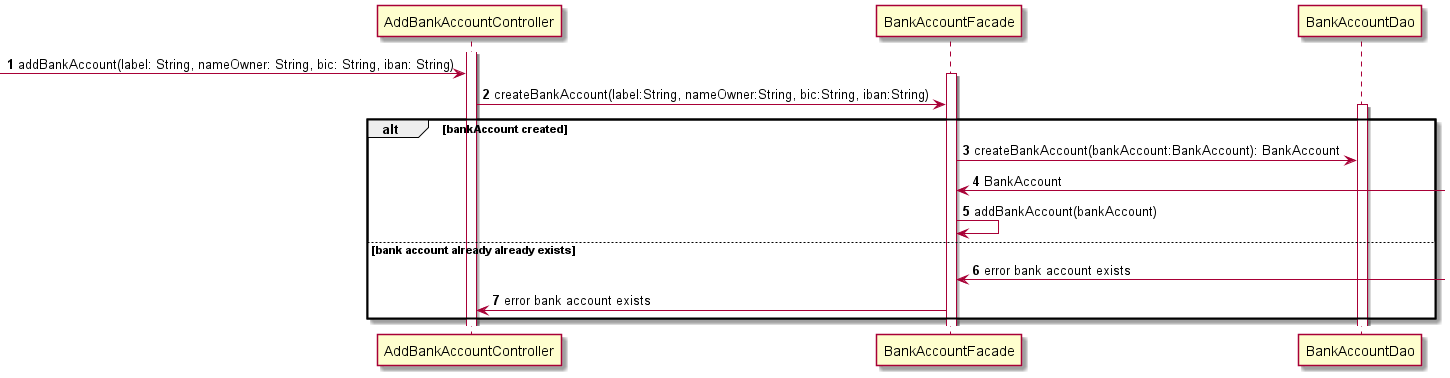 AddBankAccountController
BankAccountFacade
BankAccountDao
1 addBankAccount(label: String, nameOwner: String, bic: String, iban: String)
2 createBankAccount(label:String, nameOwner:String, bic:String, iban:String)
alt [bankAccount created]
3 createBankAccount(bankAccount:BankAccount): BankAccount
4 BankAccount
5 addBankAccount(bankAccount)
[bank account already already exists]
6 error bank account exists
7 error bank account exists
AddBankAccountController
BankAccountFacade
BankAccountDao